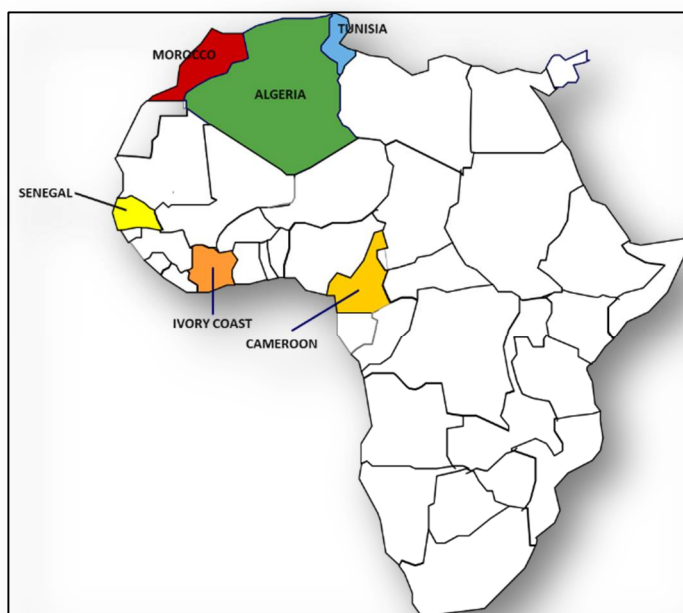 TUNISIA
MOROCCO
ALGERIA
SENEGAL
IVORY COAST
CAMEROON